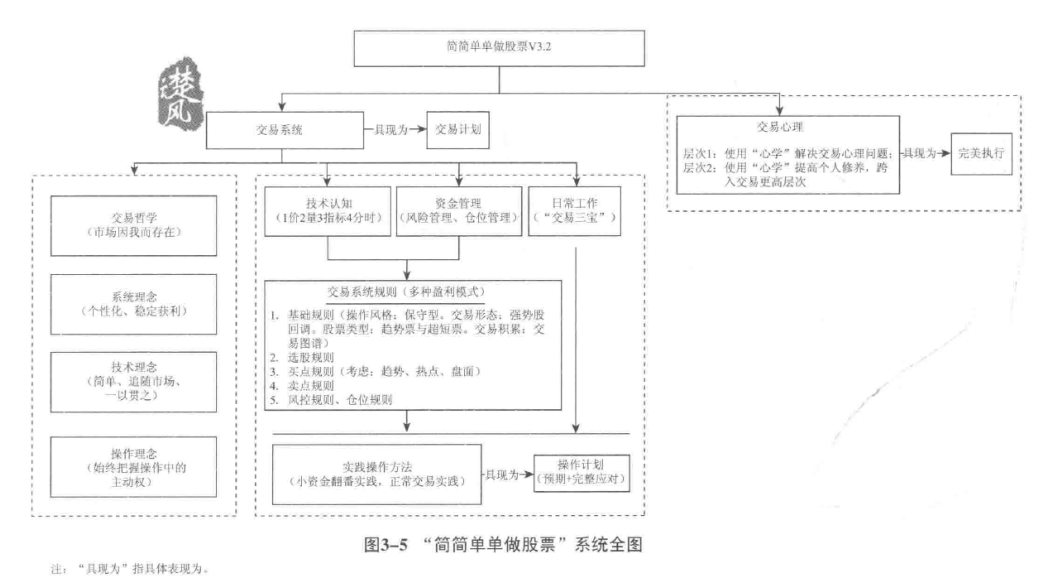 简简单单做股票V3.2
楚风
交易系统
具现为
交易计划
交易心理
层次1：使用“心学”解决交易心理问题；
层次2：使用“心学”提高个人修养，跨
入交易更高层次
具现为
完美执行
交易哲学
（市场因我而存在）
系统理念
（个性化、稳定获利）
技术理念
（简单、追随市场、
一以贯之）
操作理念
（始终把握操作中的
主动权）
技术认知
（1价2量3指标4分时）
资金管理
（风险管理、仓位管理）
日常工作
（“交易三宝”）
交易系统规则（多种盈利模式）
1. 基础规则（操作风格：保守型。交易形态：强势股
回调。股票类型：趋势票与超短票。交易积累：交
易图谱）
2. 选股规则
3. 买点规则（考虑：趋势、热点、盘面）
4. 卖点规则
5. 风控规则、仓位规则
实践操作方法
（小资金翻番实践，正常交易实践）
具现为
操作计划
（预期+完整应对）
图3-5 “简简单单做股票”系统全图
注：“具现为”指具体表现为。